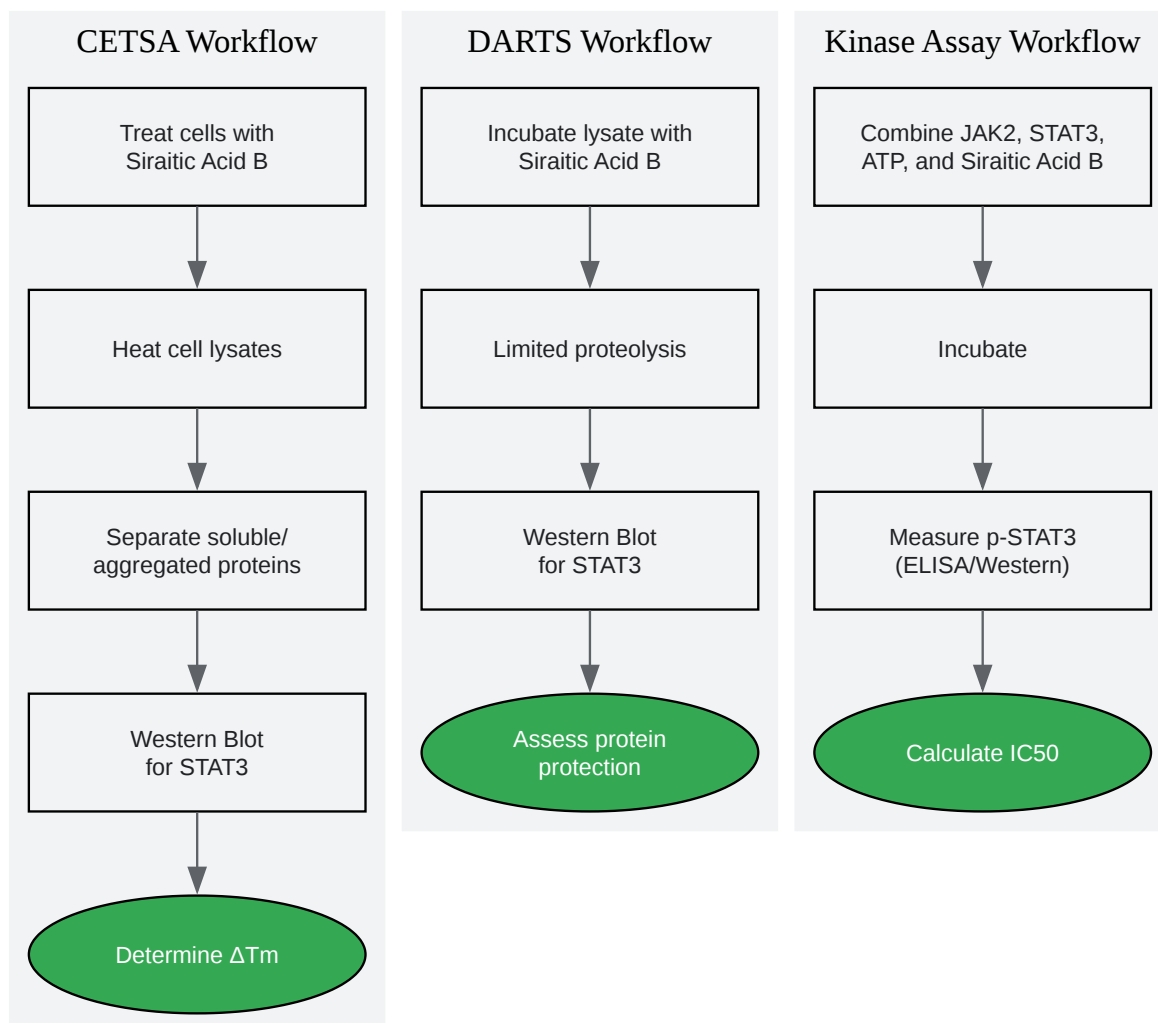 CETSA Workflow
Treat cells with
Siraitic Acid B
Heat cell lysates
Separate soluble/
aggregated proteins
Western Blot
for STAT3
Determine ΔTm
DARTS Workflow
Incubate lysate with
Siraitic Acid B
Limited proteolysis
Western Blot
for STAT3
Assess protein
protection
Kinase Assay Workflow
Combine JAK2, STAT3,
ATP, and Siraitic Acid B
Incubate
Measure p-STAT3
(ELISA/Western)
Calculate IC50